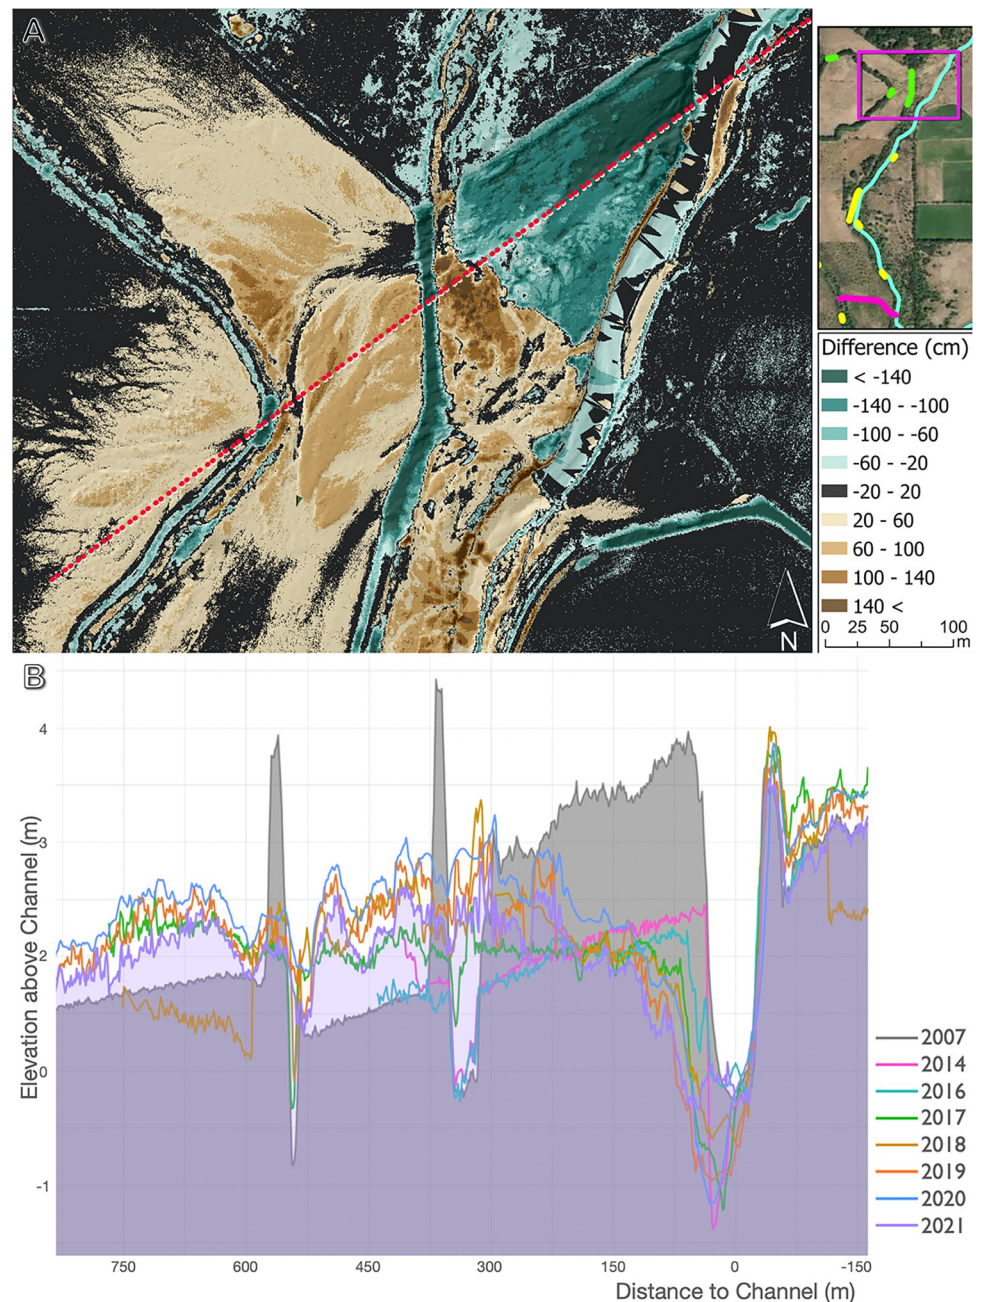 A
N
Difference (cm)
< -140
-140 - -100
-100 - -60
-60 - -20
-20 - 20
20 - 60
60 - 100
100 - 140
140 <
0 25 50 100
m
B
Elevation above Channel (m)
4
3
2
0
-1
750 600 450 300 150 0 -150
Distance to Channel (m)
2007
2014
2016
2017
2018
2019
2020
2021